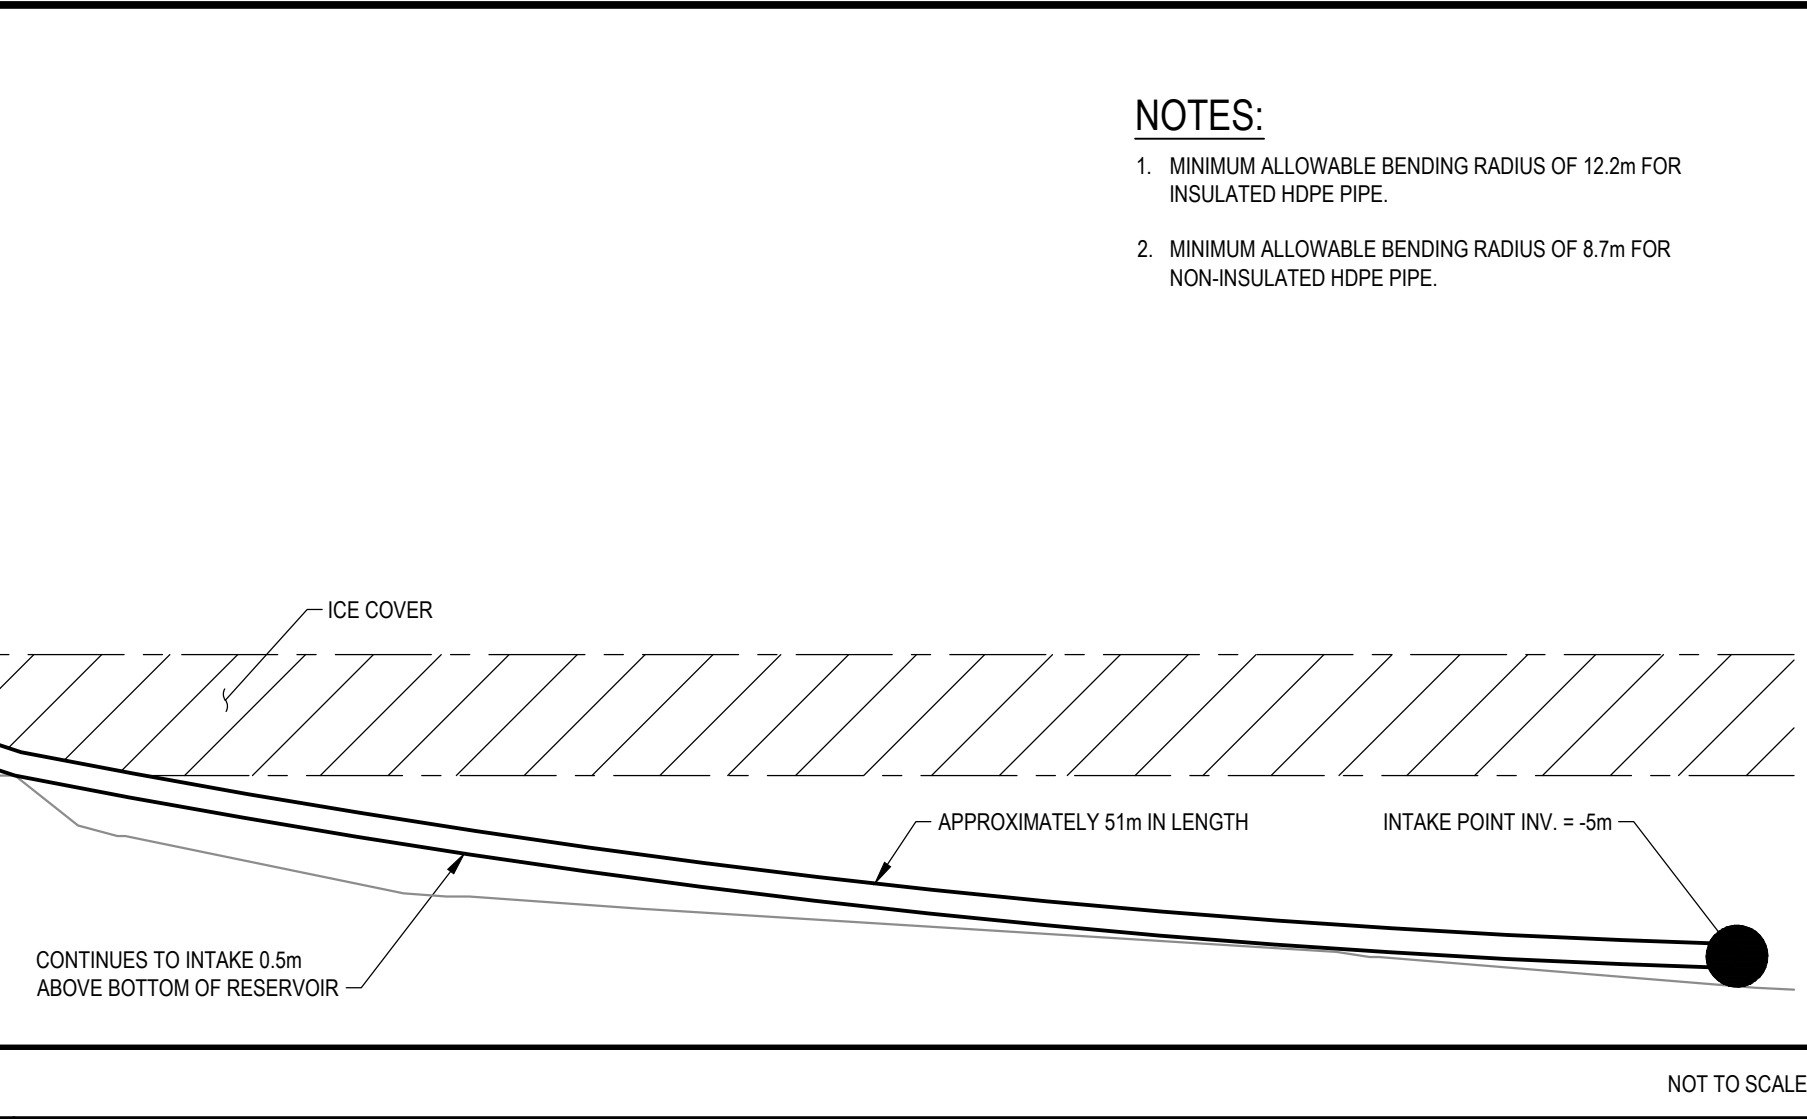 NOTES:
1. MINIMUM ALLOWABLE BENDING RADIUS OF 12.2m FOR
INSULATED HDPE PIPE.
2. MINIMUM ALLOWABLE BENDING RADIUS OF 8.7m FOR
NON-INSULATED HDPE PIPE.
ICE COVER
APPROXIMATELY 51m IN LENGTH
INTAKE POINT INV. = -5m
CONTINUES TO INTAKE 0.5m
ABOVE BOTTOM OF RESERVOIR
NOT TO SCALE